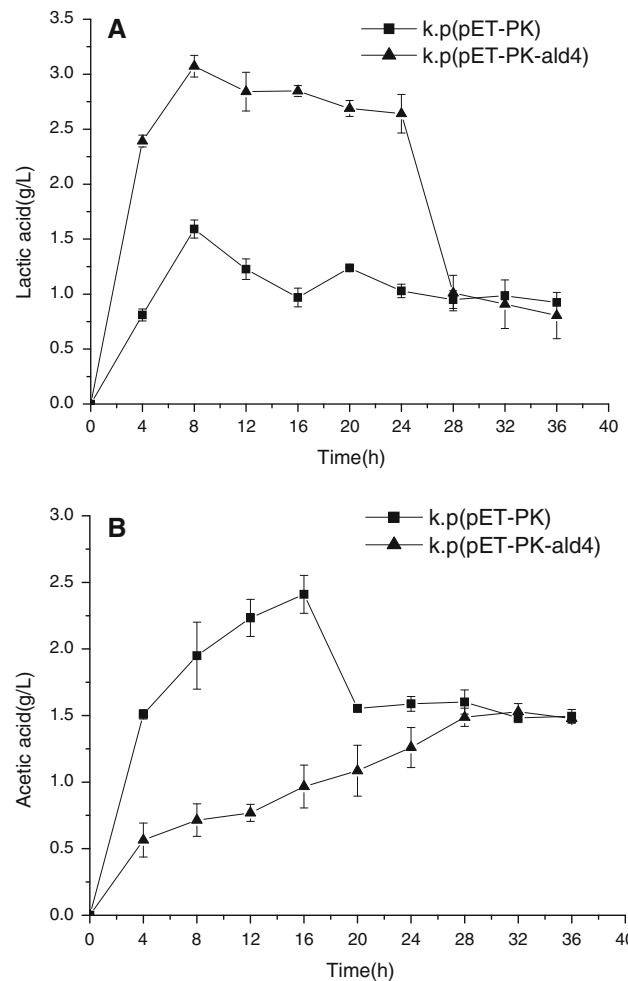 A
k.p(pET-PK)
k.p(pET-PK-ald4)
3.5
3.0
2.5
2.0
1.5
1.0
0.5
0.0
Lactic acid(g/L)
0 4 8 12 16 20 24 28 32 36 40
Time(h)
B
k.p(pET-PK)
k.p(pET-PK-ald4)
3.0
2.5
2.0
1.5
1.0
0.5
0.0
Acetic acid(g/L)
0 4 8 12 16 20 24 28 32 36 40
Time(h)